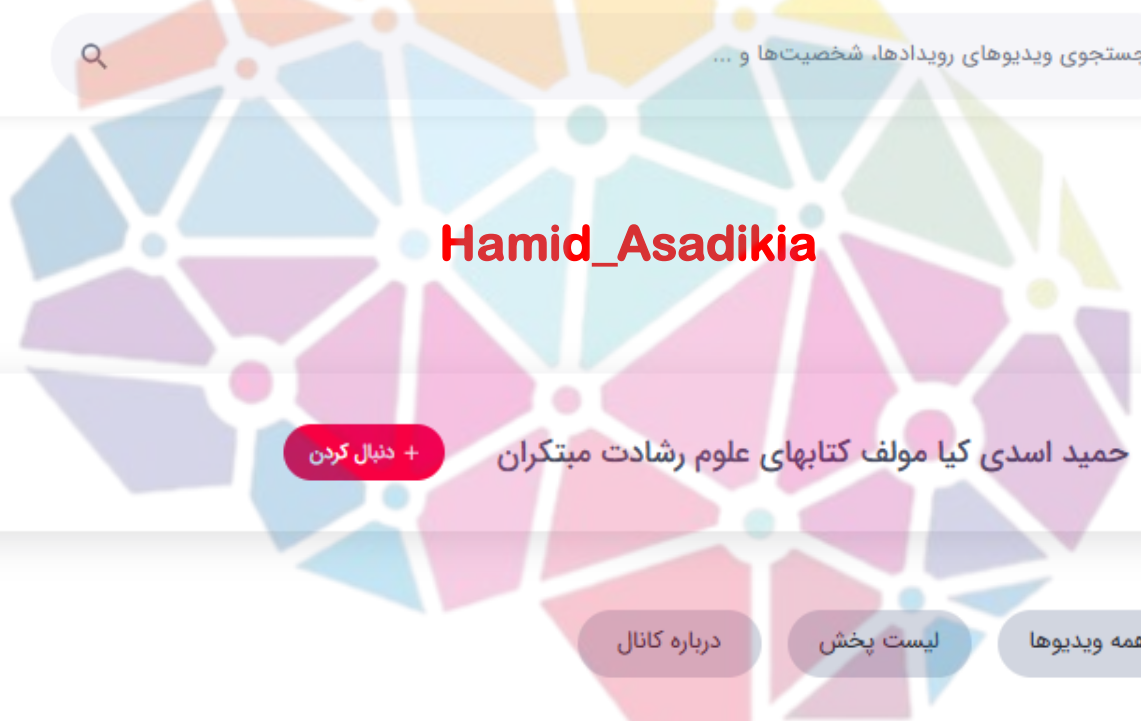 جستجوی ویدیوهای رویدادها، شخصیت‌ها و ...
Hamid_Asadikia
حمید اسدی کیا مولف کتابهای علوم رشادت مبتکران
+ دنبال کردن
همه ویدیوها
لیست پخش
درباره کانال